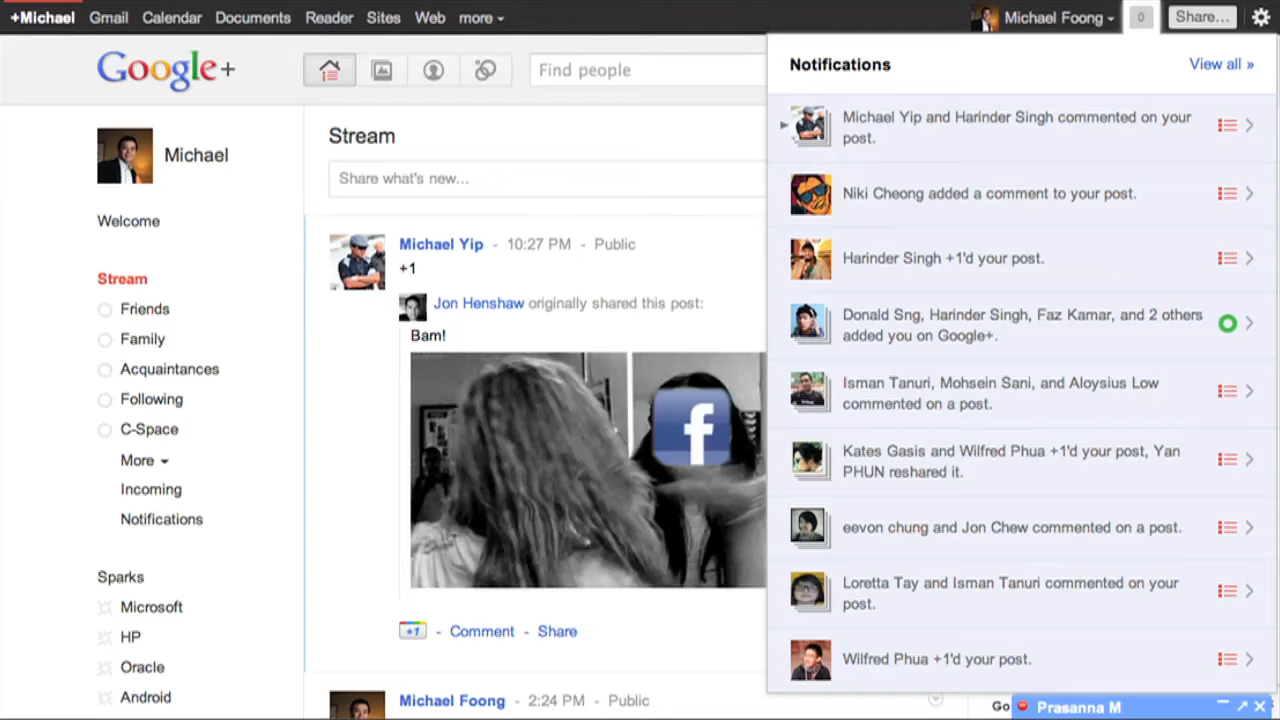 +Michael Gmail Calendar Documents Reader Sites Web more Michael Foong 0 Share...
Google+
Find people
Notifications View all »
Michael
Welcome
Stream
Friends
Family
Acquaintances
Following
C-Space
More
Incoming
Notifications
Sparks
Microsoft
HP
Oracle
Android
Stream
Share what's new...
Michael Yip - 10:27 PM - Public
+1
Jon Henshaw originally shared this post:
Bam!
f
+1 - Comment - Share
Michael Foong - 2:24 PM - Public
Michael Yip and Harinder Singh commented on your
post.
Niki Cheong added a comment to your post.
Harinder Singh +1'd your post.
Donald Sng, Harinder Singh, Faz Kamar, and 2 others
added you on Google+.
Isman Tanuri, Mohsein Sani, and Aloysius Low
commented on a post.
Kates Gasis and Wilfred Phua +1'd your post, Yan
PHUN reshared it.
eevon chung and Jon Chew commented on a post.
Loretta Tay and Isman Tanuri commented on your
post.
Wilfred Phua +1'd your post.
Go
Prasanna M